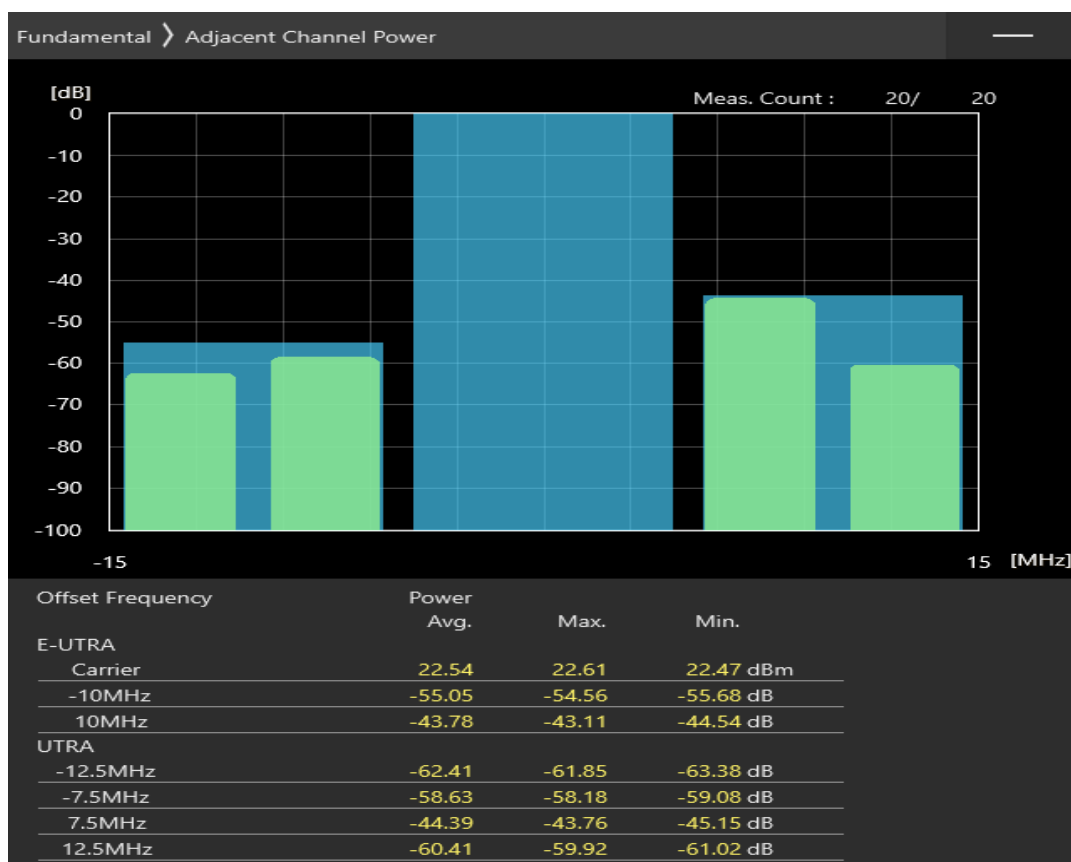 Fundamental 〉 Adjacent Channel Power
[dB]
Meas. Count : 20/ 20
0
-10
-20
-30
-40
-50
-60
-70
-80
-90
-100
-15 15 [MHz]
Offset Frequency Power
Avg. Max. Min.
E-UTRA
Carrier 22.54 22.61 22.47 dBm
-10MHz -55.05 -54.56 -55.68 dB
10MHz -43.78 -43.11 -44.54 dB
UTRA
-12.5MHz -62.41 -61.85 -63.38 dB
-7.5MHz -58.63 -58.18 -59.08 dB
7.5MHz -44.39 -43.76 -45.15 dB
12.5MHz -60.41 -59.92 -61.02 dB